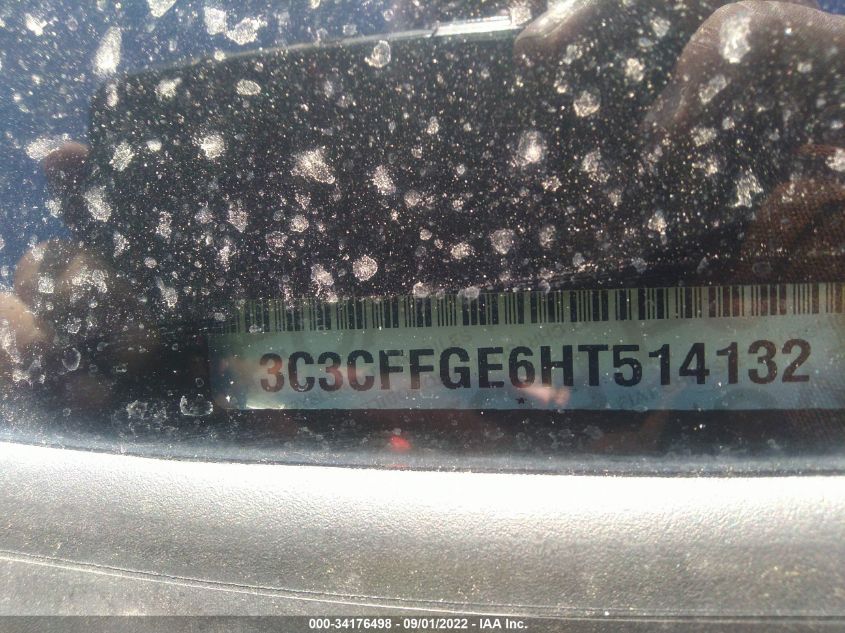 3C3CFFGE6HT514132
*
000-34176498 - 09/01/2022 - IAA Inc.